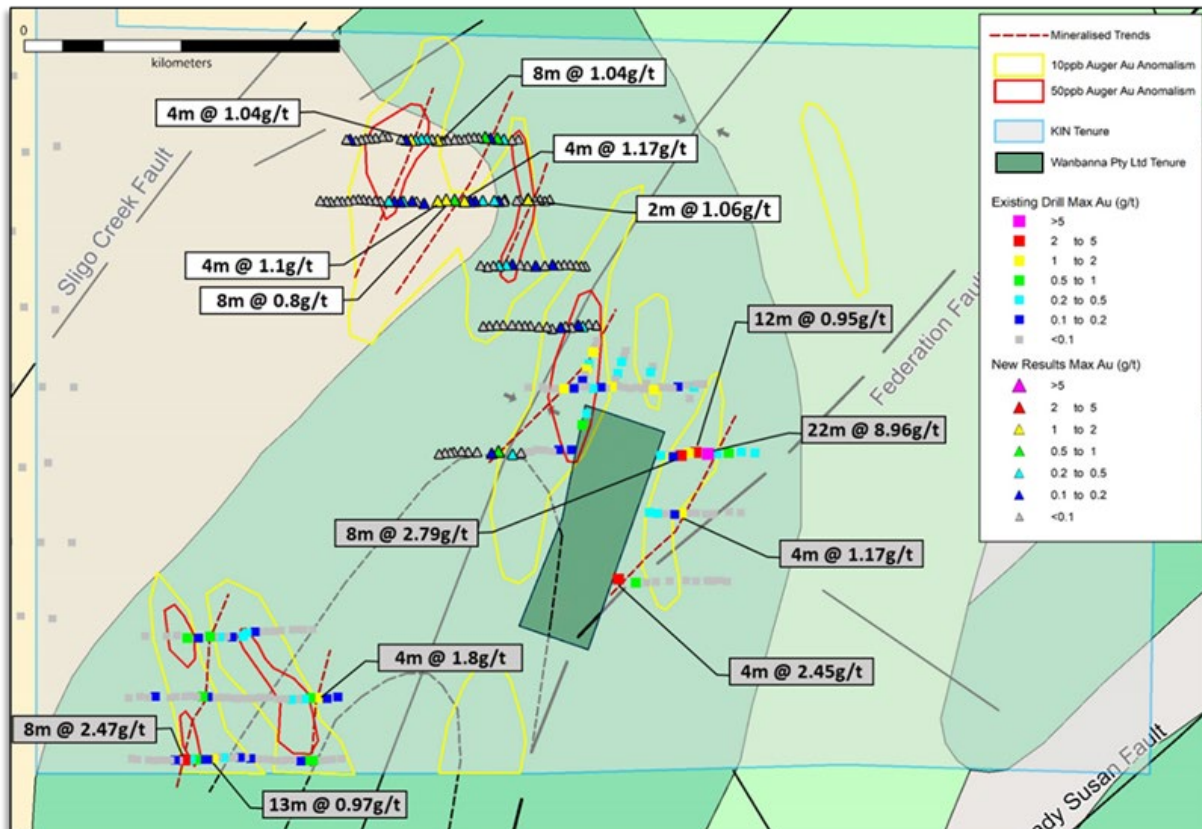 0
kilometers
8m @ 1.04g/t
4m @ 1.04g/t
4m @ 1.17g/t
2m @ 1.06g/t
4m @ 1.1g/t
8m @ 0.8g/t
Sligo Creek Fault
12m @ 0.95g/t
Federation Fau
22m @ 8.96g/t
8m @ 2.79g/t
4m @ 1.17g/t
4m @ 2.45g/t
4m @ 1.8g/t
8m @ 2.47g/t
13m @ 0.97g/t
ady Susan Fault
Mineralised Trends
10ppb Auger Au Anomalism
50ppb Auger Au Anomalism
KIN Tenure
Wanbanna Pty Ltd Tenure
Existing Drill Max Au (g/t)
>5
2 to 5
1 to 2
0.5 to 1
0.2 to 0.5
0.1 to 0.2
<0.1
New Results Max Au (g/t)
>5
2 to 5
1 to 2
0.5 to 1
0.2 to 0.5
0.1 to 0.2
<0.1